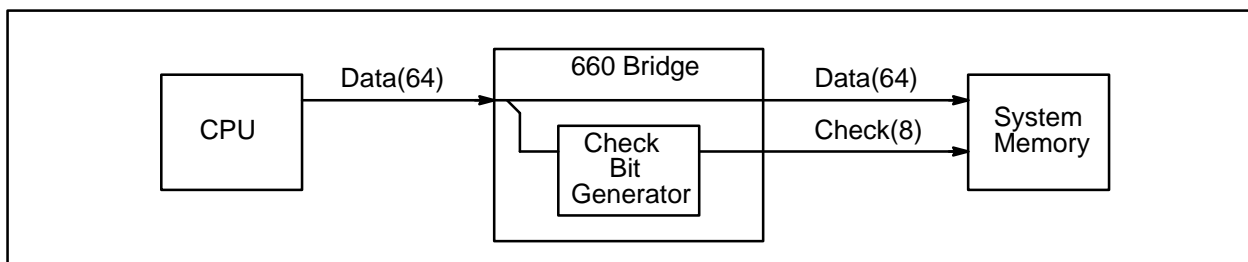 660 Bridge
Data(64)
Data(64)
CPU
System
Memory
Check(8)
Check
Bit
Generator